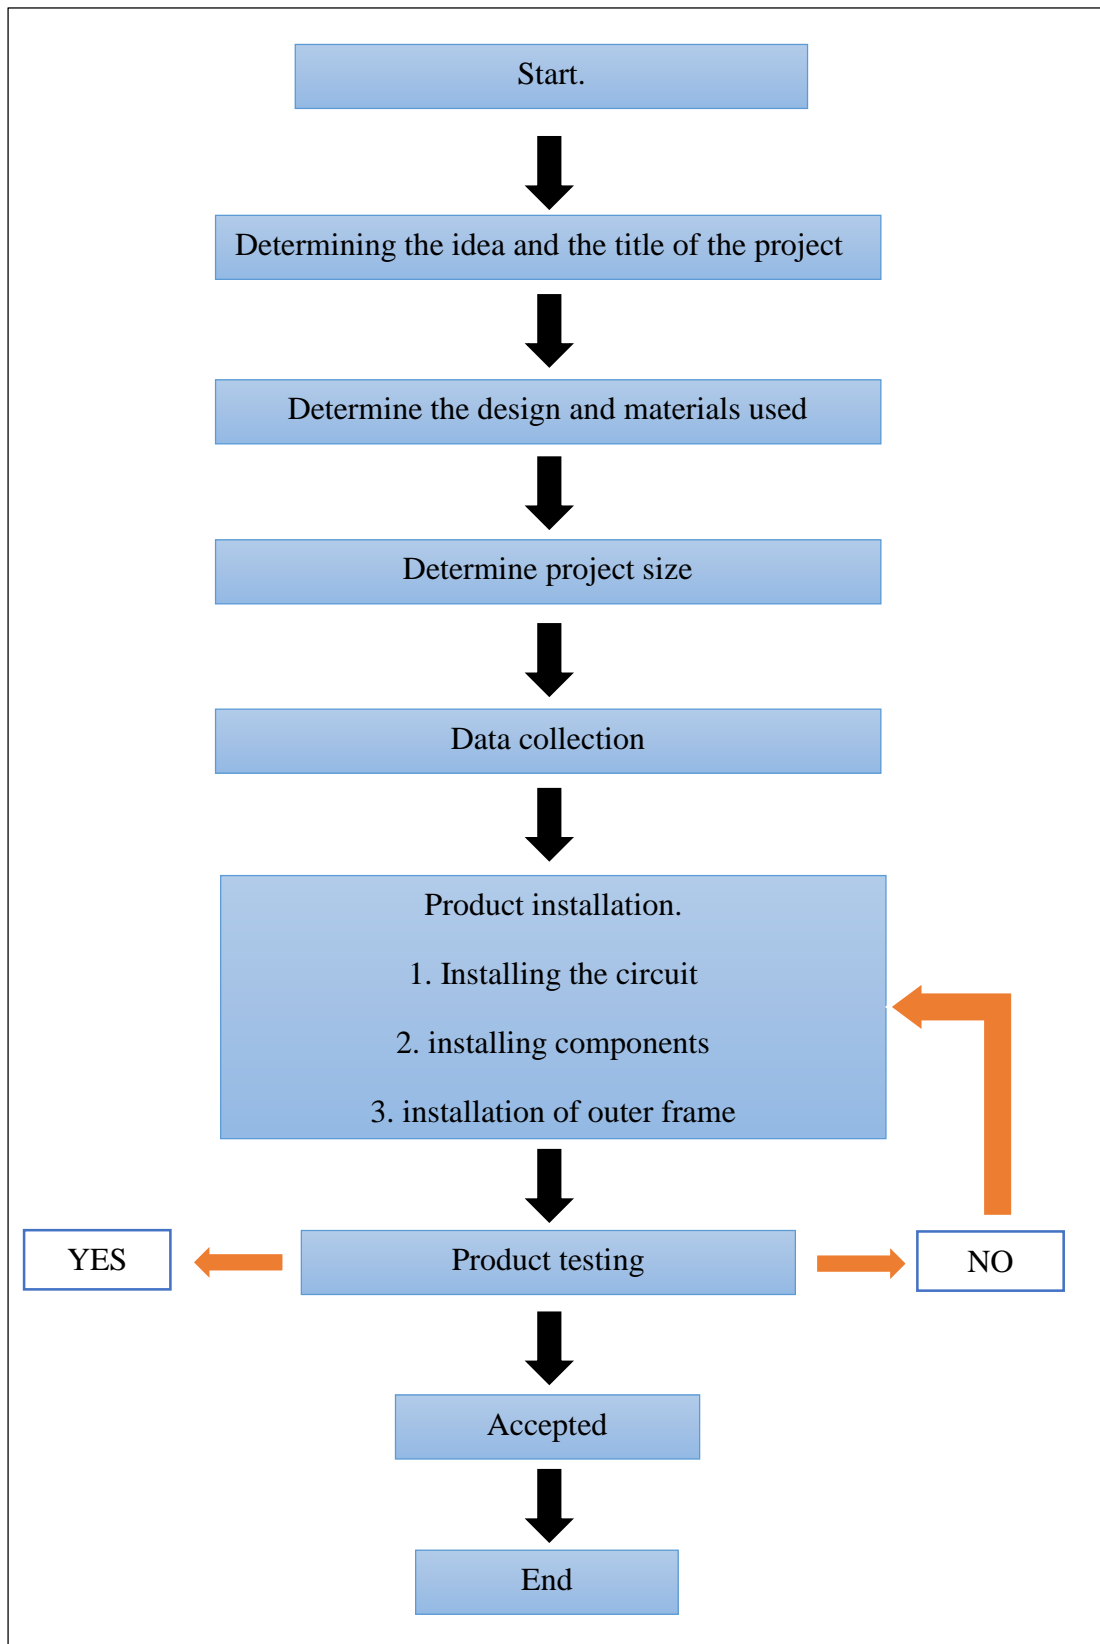 Start.
Determining the idea and the title of the project
Determine the design and materials used
Determine project size
Data collection
Product installation.
1. Installing the circuit
2. installing components
3. installation of outer frame
YES
Product testing
NO
Accepted
End